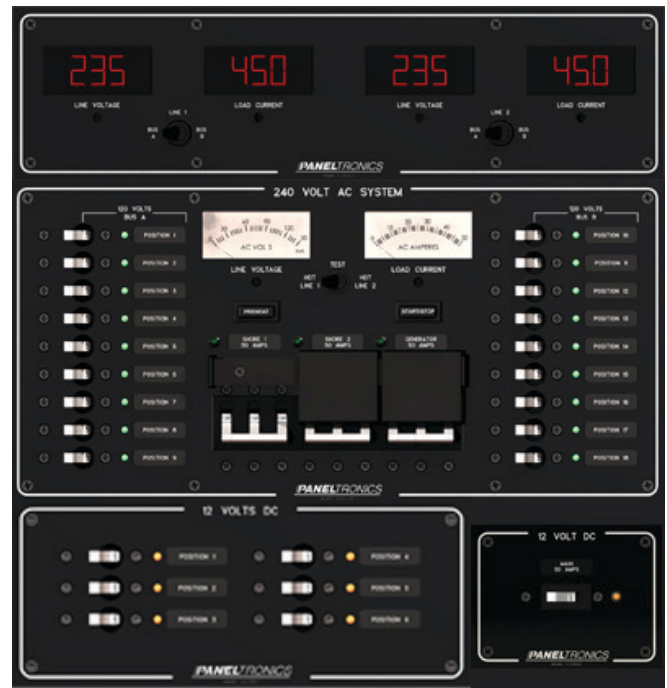 235 450 235 450
LINE VOLTAGE LOAD CURRENT LINE VOLTAGE LOAD CURRENT
LINE 1 LINE 2
BUS A BUS B BUS A BUS B
PANELTRONICS
240 VOLT AC SYSTEM
120 VOLTS
BUS A
POSITION 1
POSITION 2
POSITION 3
POSITION 4
POSITION 5
POSITION 6
POSITION 7
POSITION 8
POSITION 9
AC VOLTS
AC AMPERES
LINE VOLTAGE
LOAD CURRENT
TEST
HOT LINE 1
HOT LINE 2
PREHEAT
START/STOP
SHORE 1
50 AMPS
SHORE 2
50 AMPS
GENERATOR
50 AMPS
120 VOLTS
BUS B
POSITION 10
POSITION 12
POSITION 13
POSITION 14
POSITION 15
POSITION 16
POSITION 17
POSITION 18
PANELTRONICS
12 VOLTS DC
POSITION 1 POSITION 4
POSITION 2 POSITION 5
POSITION 3 POSITION 6
PANELTRONICS
12 VOLT DC
MAIN
50 AMPS
PANELTRONICS